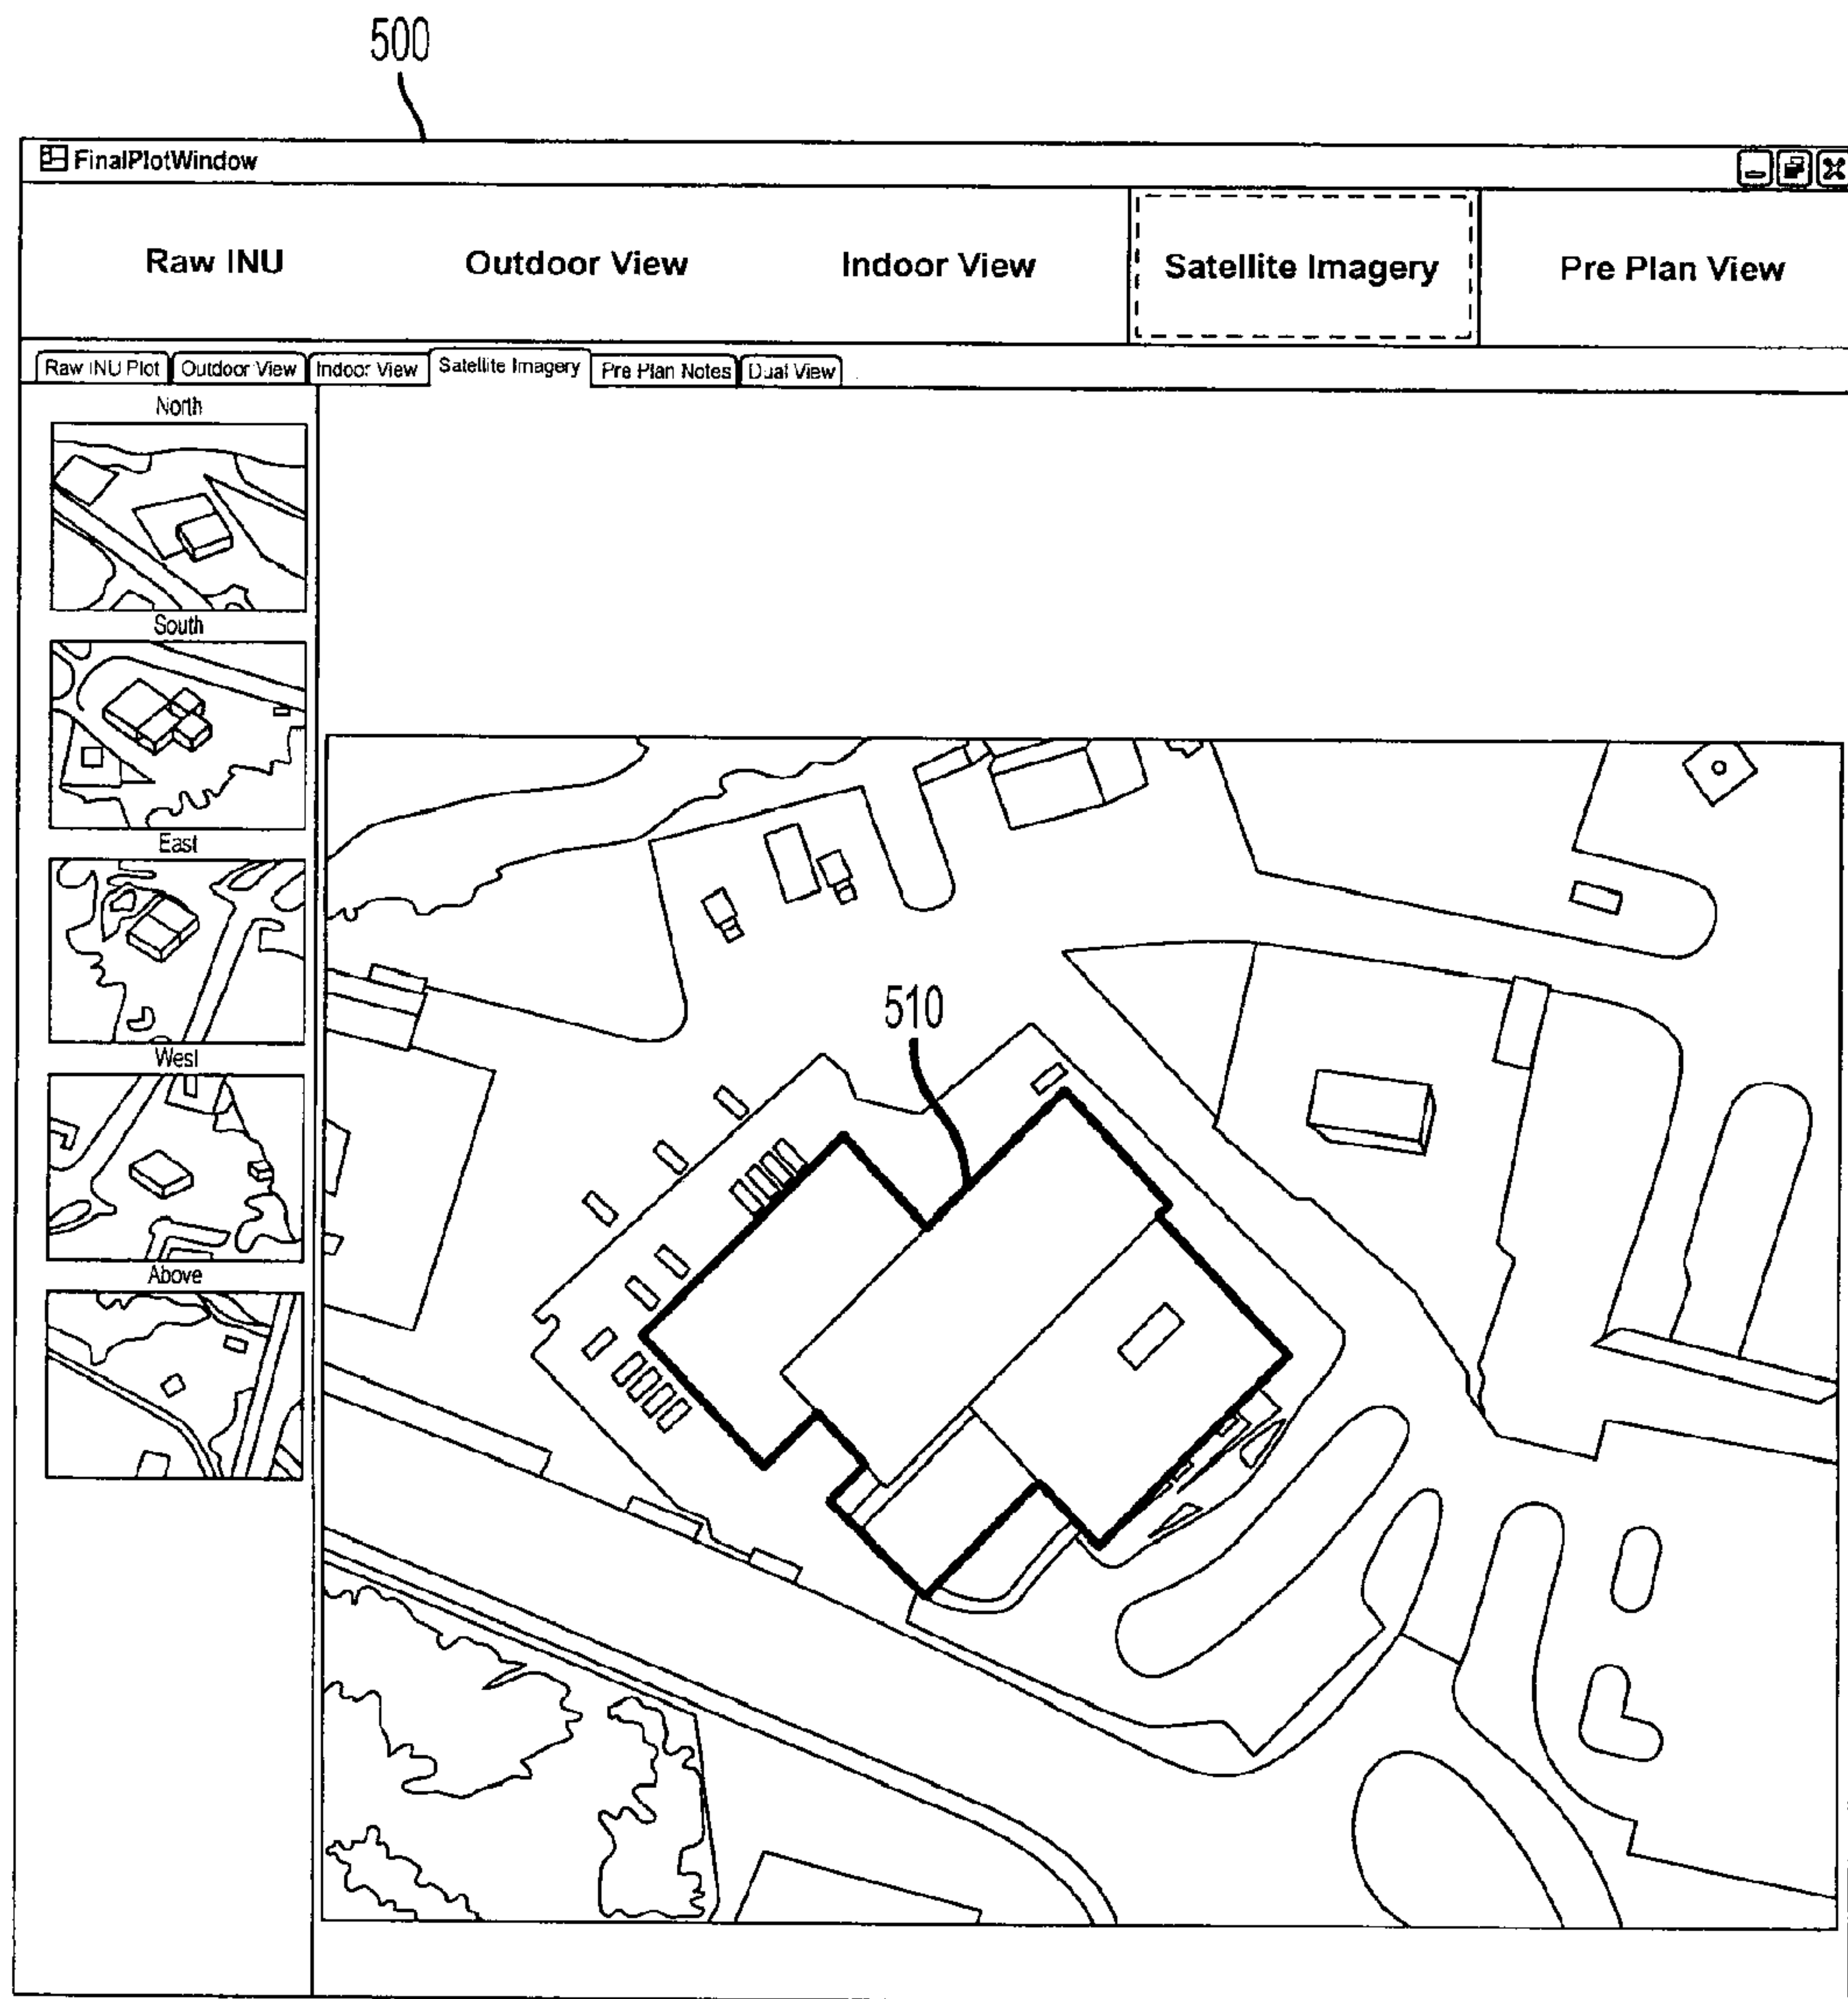 500
FinalPlotWindow
Raw INU Outdoor View Indoor View Satellite Imagery Pre Plan View
Raw INU Plot Outdoor View Indoor View Satellite Imagery Pre Plan Notes Dual View
North
South
East
West
Above
510